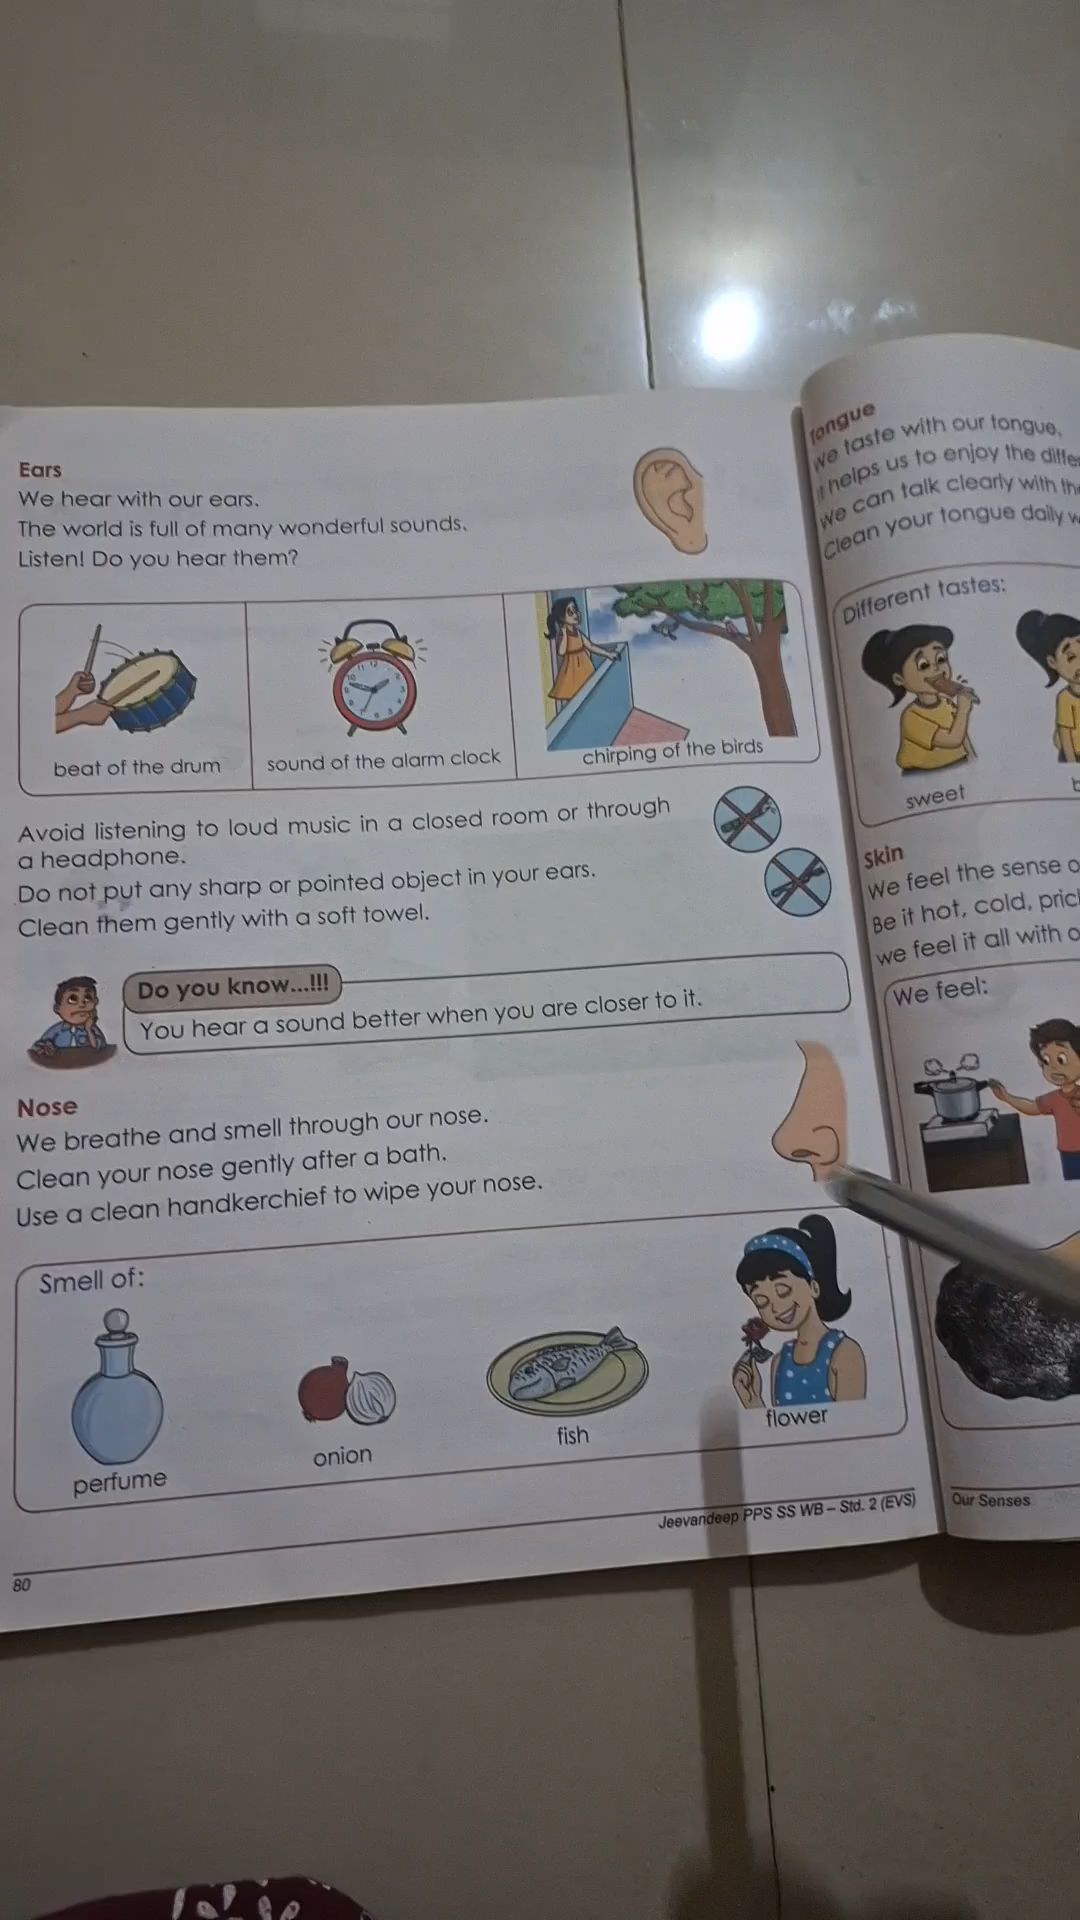 Ears
We hear with our ears.
The world is full of many wonderful sounds.
Listen! Do you hear them?
beat of the drum
sound of the alarm clock
chirping of the birds
Avoid listening to loud music in a closed room or through
a headphone.
Do not put any sharp or pointed object in your ears.
Clean them gently with a soft towel.
Do you know...!!!
You hear a sound better when you are closer to it.
Nose
We breathe and smell through our nose.
Clean your nose gently after a bath.
Use a clean handkerchief to wipe your nose.
Smell of:
perfume
onion
fish
flower
Jeevandeep PPS SS WB – Std. 2 (EVS)
80
Tongue
We taste with our tongue.
It helps us to enjoy the
We can talk clearly with
Clean your tongue daily
Different tastes:
sweet
Skin
We feel the sense
Be it hot, cold,
we feel it all with
We feel:
Our Senses